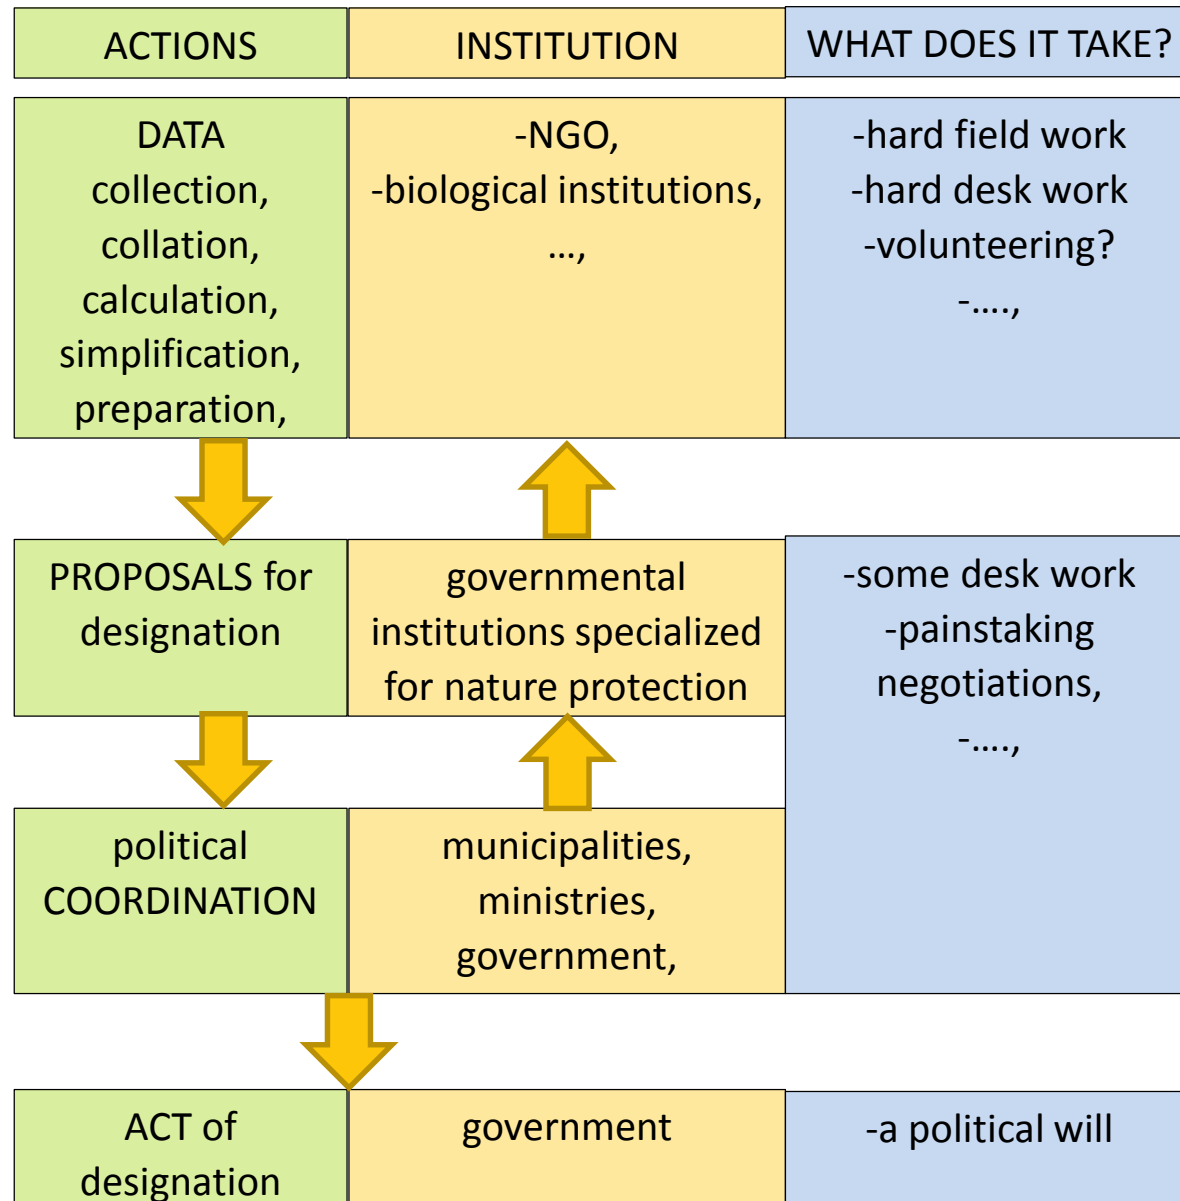 ACTIONS
INSTITUTION
WHAT DOES IT TAKE?
DATA
collection,
collation,
calculation,
simplification,
preparation,
-NGO,
-biological institutions,
...,
-hard field work
-hard desk work
-volunteering?
-....,
PROPOSALS for
designation
governmental
institutions specialized
for nature protection
-some desk work
-painstaking
negotiations,
-....,
political
COORDINATION
municipalities,
ministries,
government,
ACT of
designation
government
-a political will